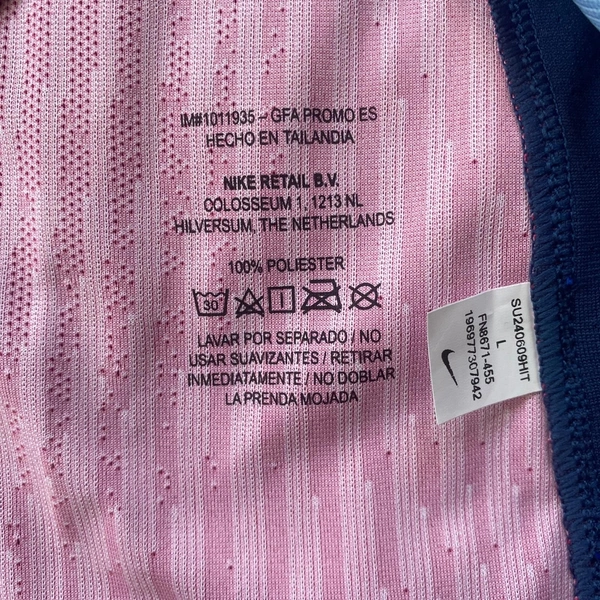 IM#1011935 – GFA PROMO ES
HECHO EN TAILANDIA
NIKE RETAIL B.V.
COLOSSEUM 1, 1213 NL
HILVERSUM, THE NETHERLANDS
100% POLIESTER
30
LAVAR POR SEPARADO / NO
USAR SUAVIZANTES / RETIRAR
INMEDIATAMENTE / NO DOBLAR
LA PRENDA MOJADA
SU240609HIT
L
FN8671-455
196977307942